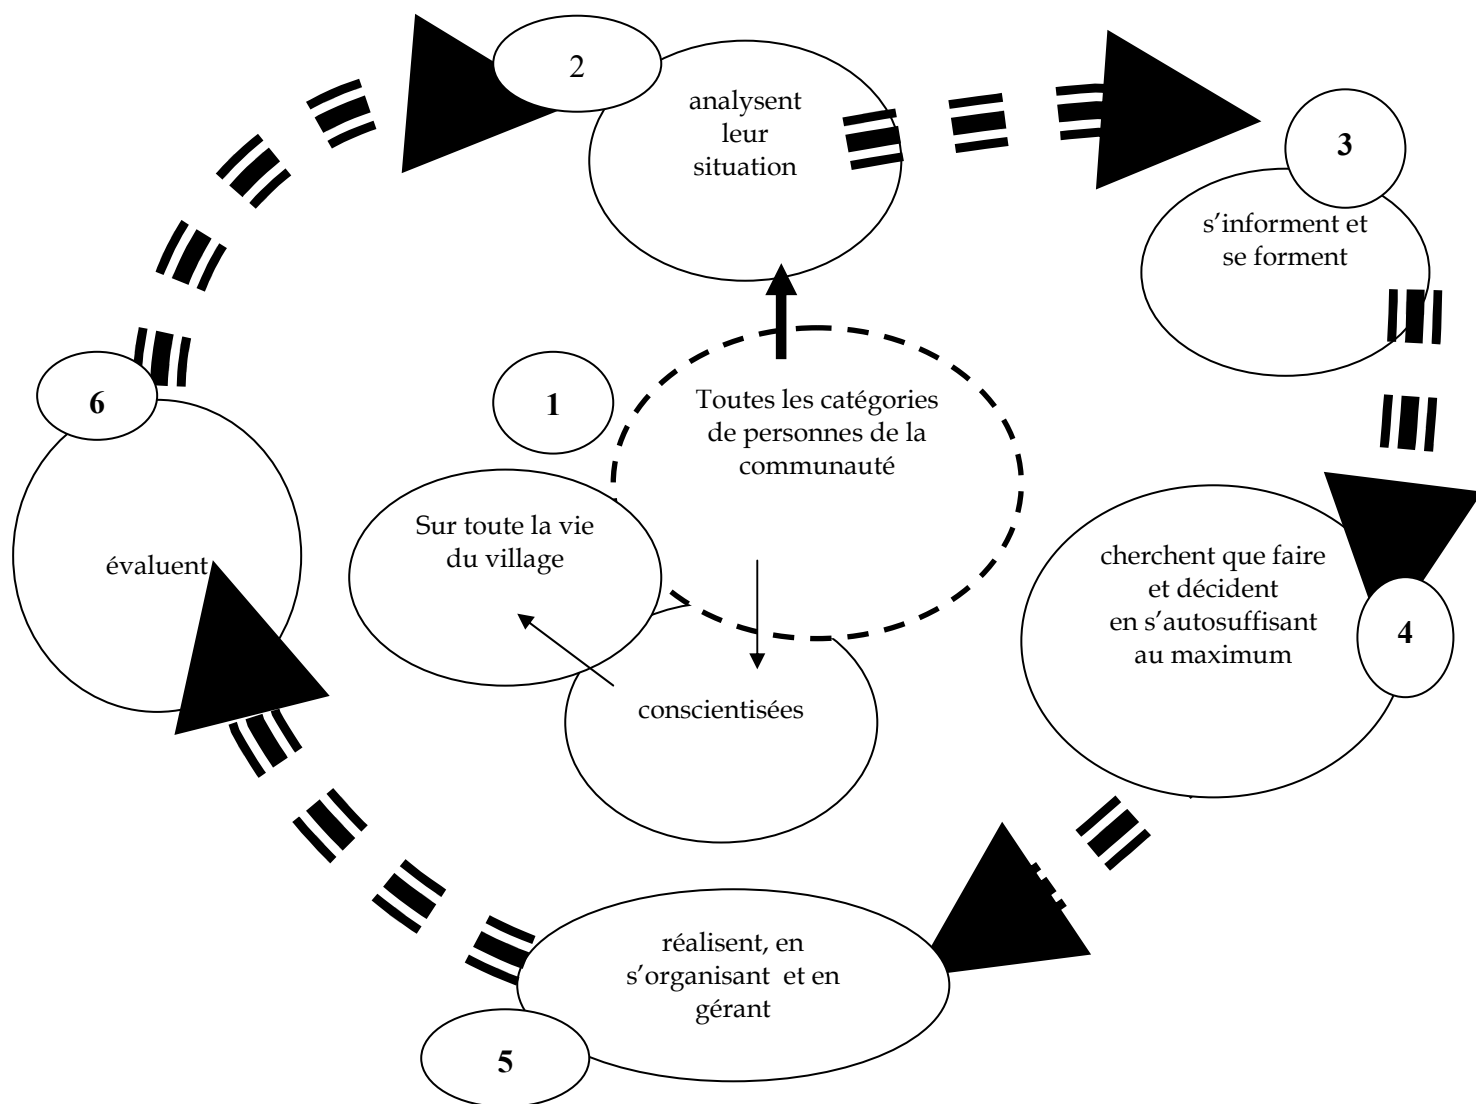 2
analysent
leur
situation
3
s’informent et
se forment
1
Toutes les catégories
de personnes de la
communauté
Sur toute la vie
du village
conscientisées
4
cherchent que faire
et décident
en s’autosuffisant
au maximum
5
réalisent, en
s’organisant  et en
gérant
6
évaluent